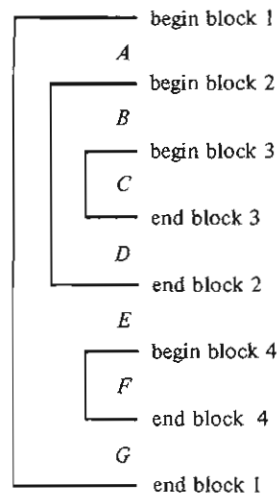 begin block 1
A
begin block 2
B
begin block 3
C
end block 3
D
end block 2
E
begin block 4
F
end block 4
G
end block 1